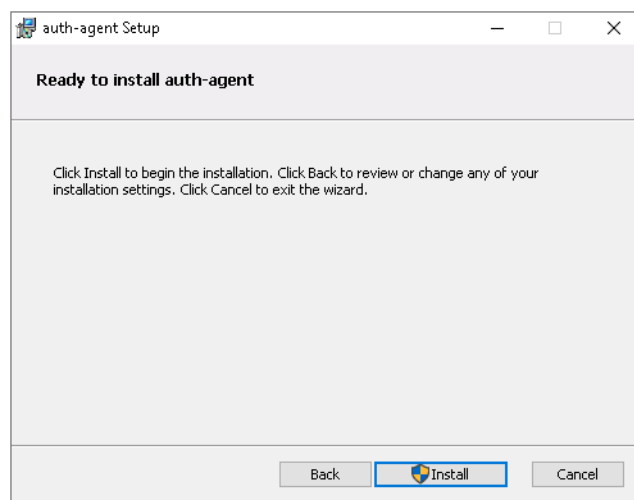 auth-agent Setup
Ready to install auth-agent
Click Install to begin the installation. Click Back to review or change any of your
installation settings. Click Cancel to exit the wizard.
Back
Install
Cancel